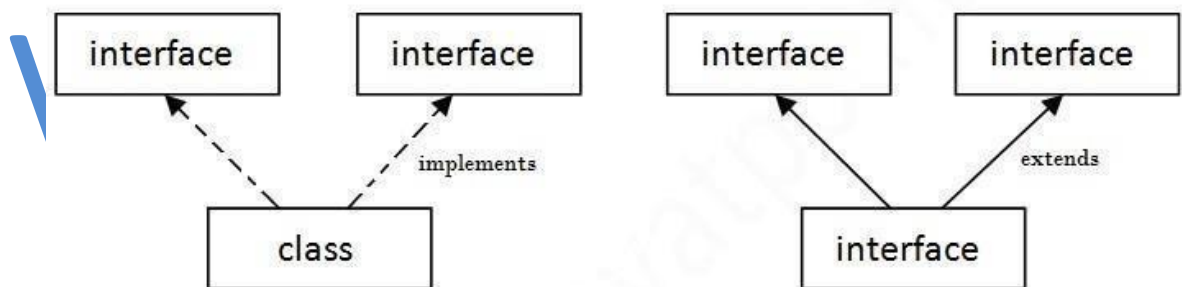 interface interface interface interface
implements extends
class interface